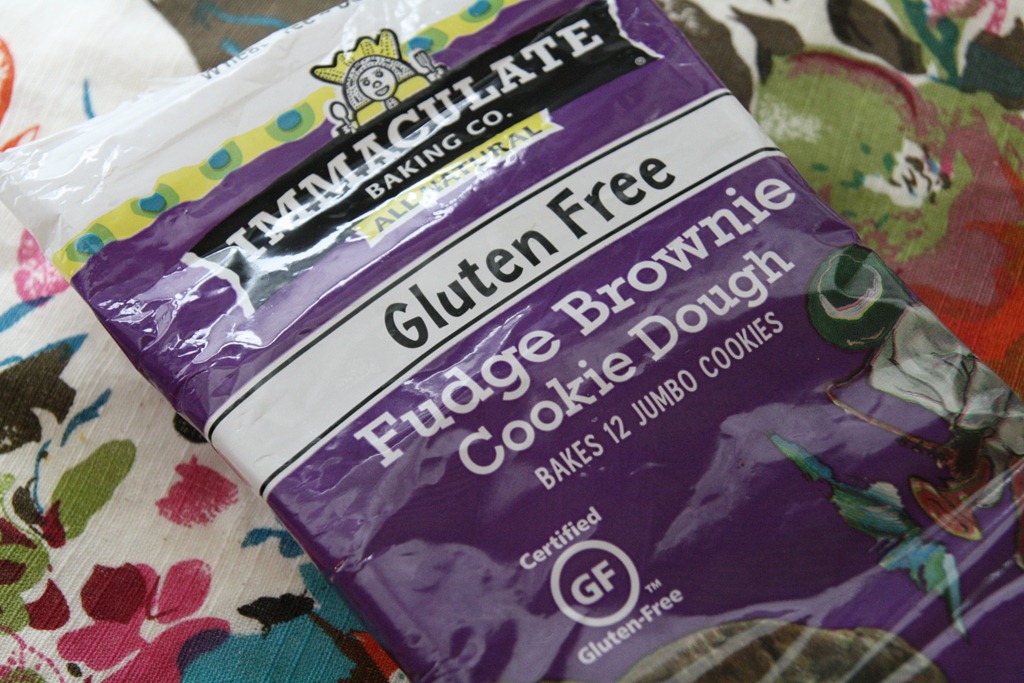 IMMACULATE
BAKING CO.
ALL NATURAL
Gluten Free
Fudge Brownie
Cookie Dough
BAKES 12 JUMBO COOKIES
Certified
GF
™
Gluten-Free